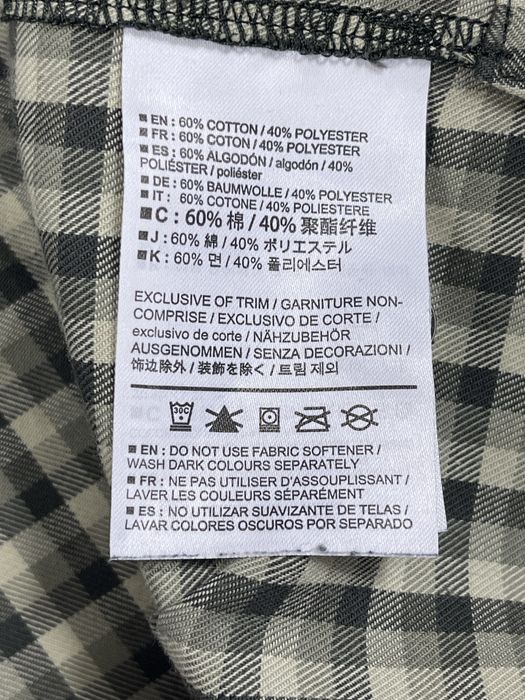 ■ EN: 60% COTTON / 40% POLYESTER
■ FR: 60% COTON / 40% POLYESTER
■ ES: 60% ALGODÓN / algodón / 40%
POLIÉSTER / poliéster
■ DE: 60% BAUMWOLLE / 40% POLYESTER
■ IT: 60% COTONE / 40% POLIESTERE
■ C: 60% 棉 / 40% 聚酯纤维
■ J: 60% 綿 / 40% ポリエステル
■ K: 60% 면 / 40% 폴리에스터
EXCLUSIVE OF TRIM / GARNITURE NON-
COMPRISE / EXCLUSIVO DE CORTE /
exclusivo de corte / NÄHZUBEHÖR
AUSGENOMMEN / SENZA DECORAZIONI /
饰边除外 / 装飾を除く / 트림 제외
30C
■ EN: DO NOT USE FABRIC SOFTENER /
WASH DARK COLOURS SEPARATELY
■ FR: NE PAS UTILISER D'ASSOUPLISSANT /
LAVER LES COULEURS SÉPARÉMENT
■ ES: NO UTILIZAR SUAVIZANTE DE TELAS /
LAVAR COLORES OSCUROS POR SEPARADO